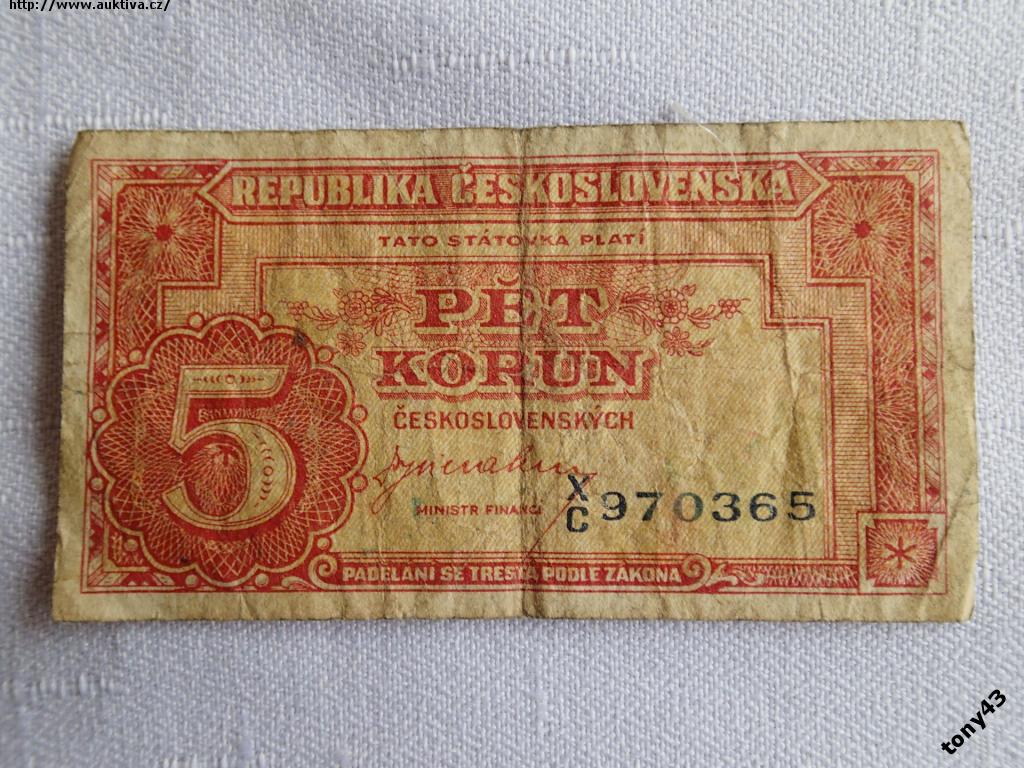 http://www.auktiva.cz/
REPUBLIKA ČESKOSLOVENSKÁ
TATO STÁTOVKA PLATÍ
PĚT
KORUN
ČESKOSLOVENSKÝCH
5
MINISTR FINANCÍ
X/C 970365
PADĚLÁNÍ SE TRESTÁ PODLE ZÁKONA
tony43